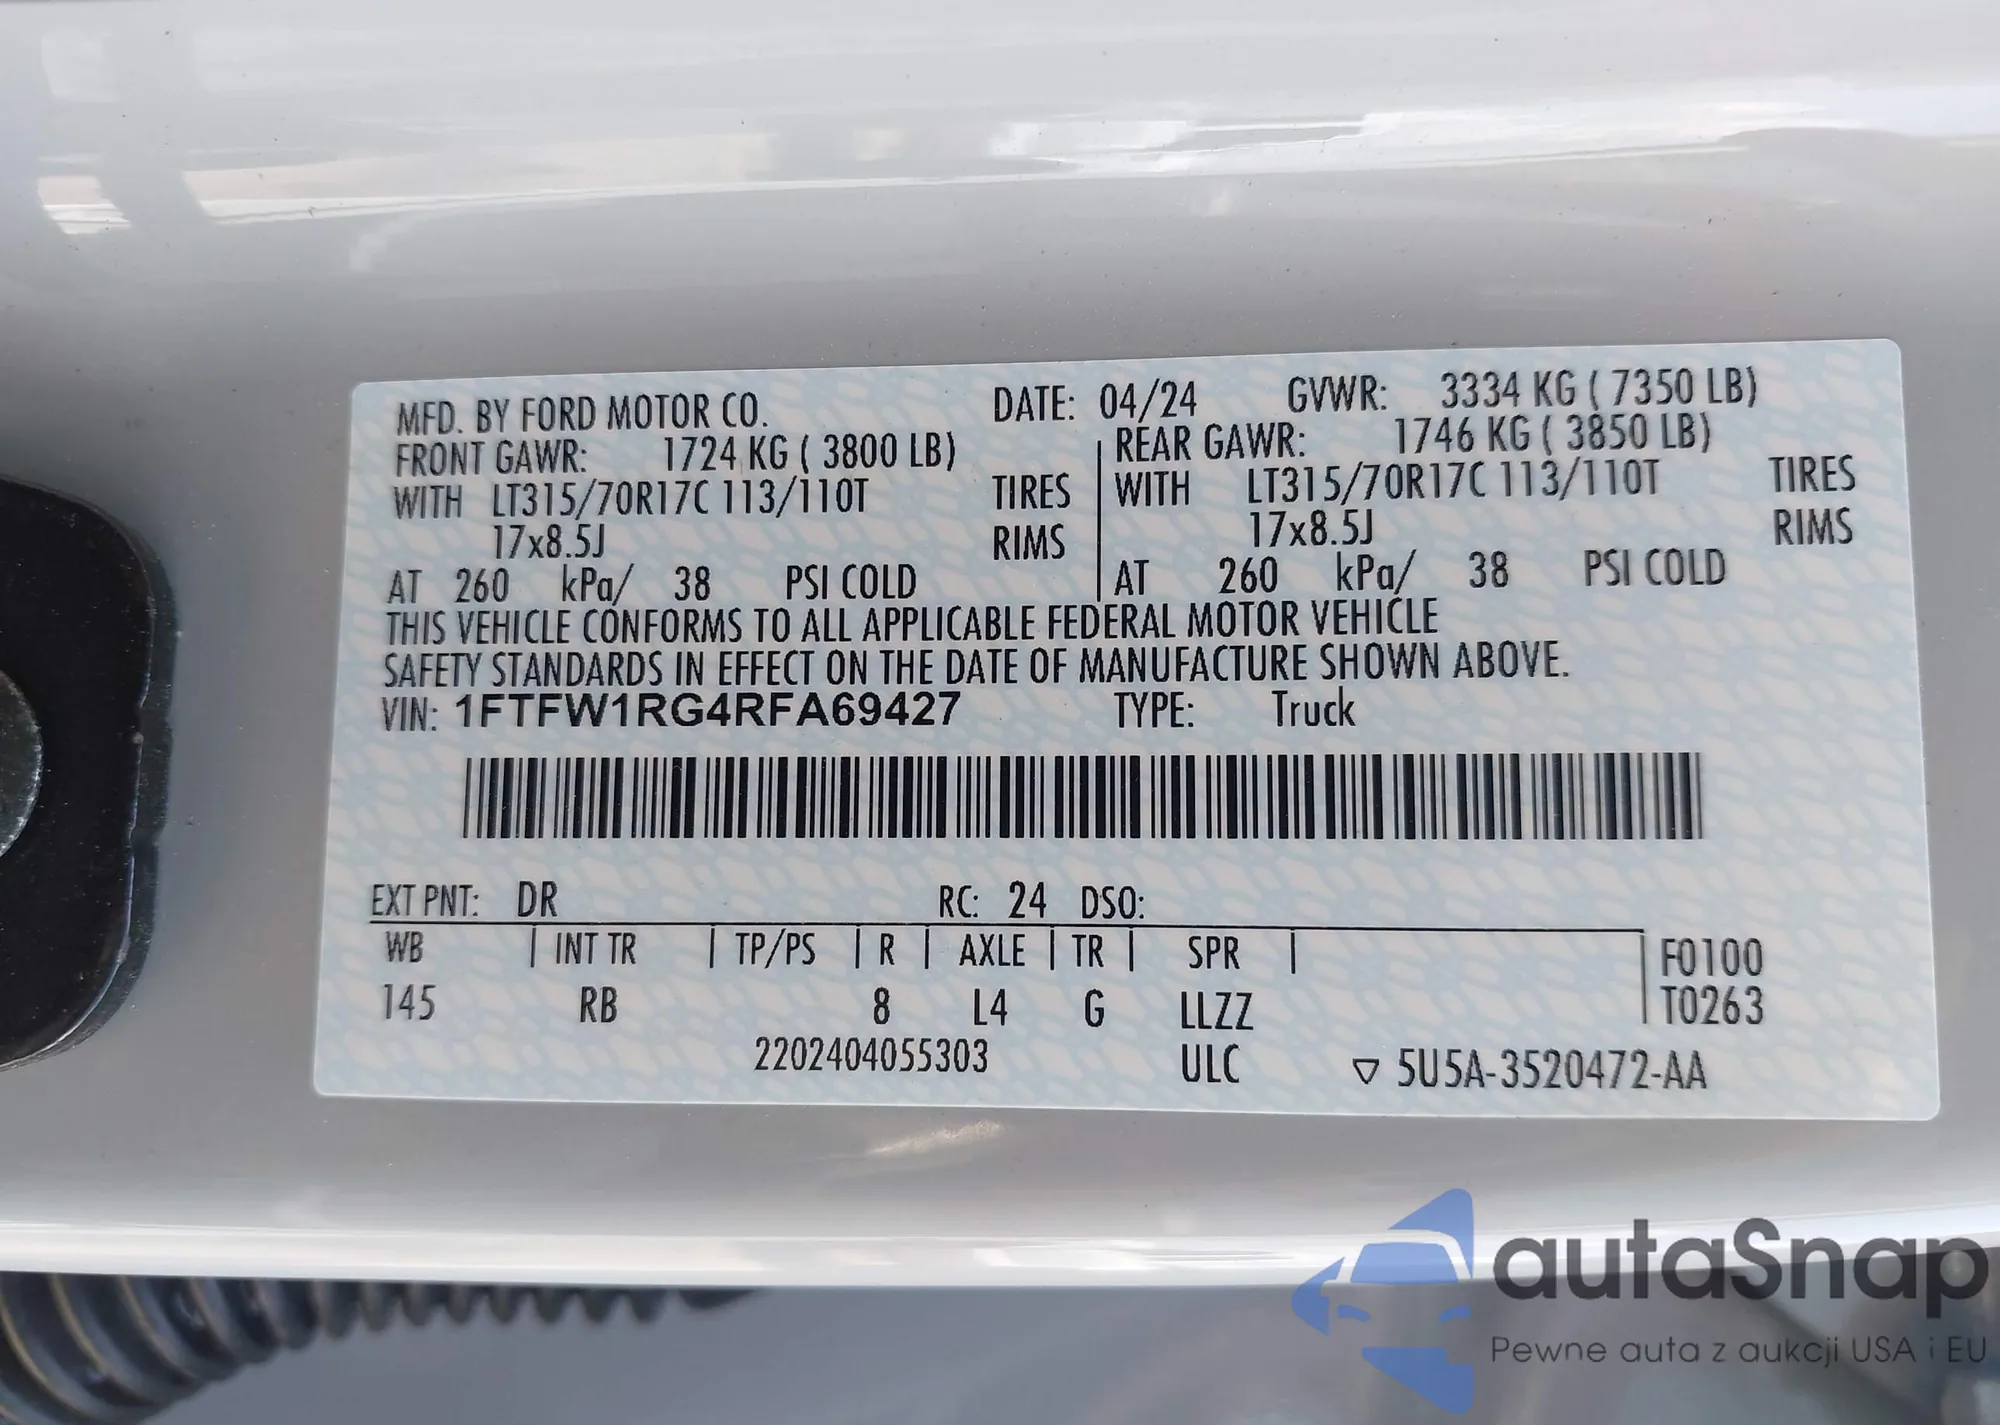 MFD. BY FORD MOTOR CO. DATE: 04/24 GVWR: 3334 KG ( 7350 LB)
FRONT GAWR: 1724 KG ( 3800 LB) REAR GAWR: 1746 KG ( 3850 LB)
WITH LT315/70R17C 113/110T TIRES WITH LT315/70R17C 113/110T TIRES
17x8.5J RIMS 17x8.5J RIMS
AT 260 kPa/ 38 PSI COLD AT 260 kPa/ 38 PSI COLD
THIS VEHICLE CONFORMS TO ALL APPLICABLE FEDERAL MOTOR VEHICLE
SAFETY STANDARDS IN EFFECT ON THE DATE OF MANUFACTURE SHOWN ABOVE.
VIN: 1FTFW1RG4RFA69427 TYPE: Truck
EXT PNT: DR RC: 24 DSO:
WB INT TR TP/PS R AXLE TR SPR F0100
145 RB 8 L4 G LLZZ T0263
2202404055303 ULC ▽ 5U5A-3520472-AA
autaSnap
Pewne auta z aukcji USA i EU